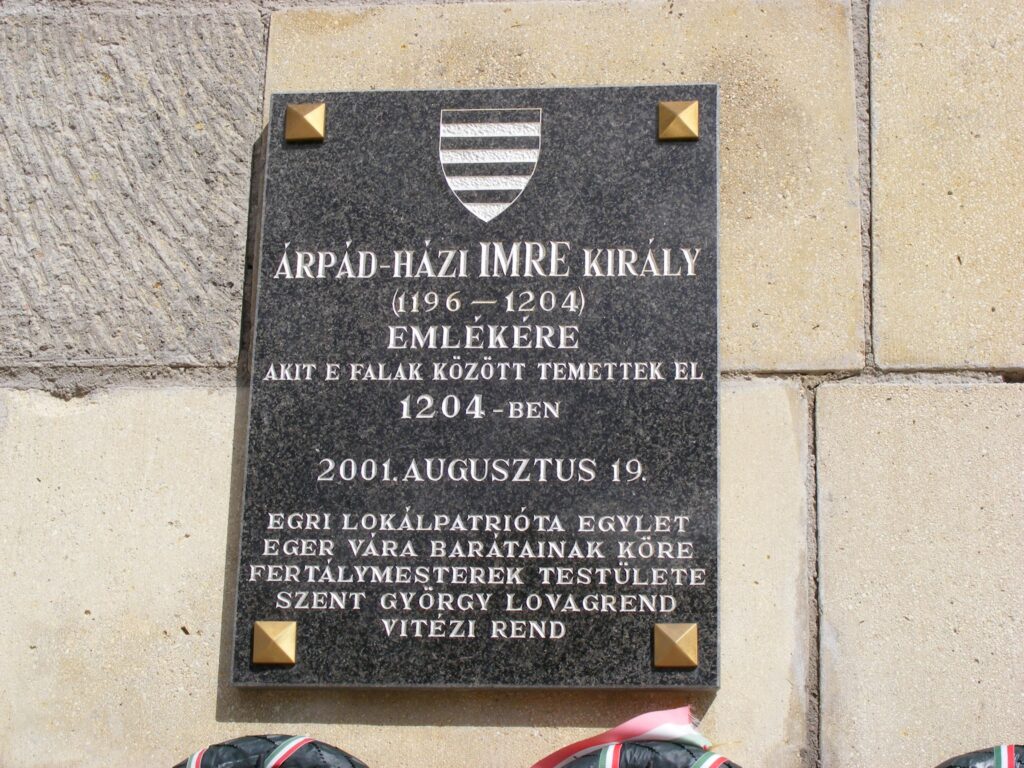 ÁRPÁD-HÁZI IMRE KIRÁLY
(1196 – 1204)
EMLÉKÉRE
AKIT E FALAK KÖZÖTT TEMETTEK EL
1204-BEN
2001. AUGUSZTUS 19.
EGRI LOKÁLPATRIÓTA EGYLET
EGER VÁRA BARÁTAINAK KÖRE
FERTÁLYMESTEREK TESTÜLETE
SZENT GYÖRGY LOVAGREND
VITÉZI REND